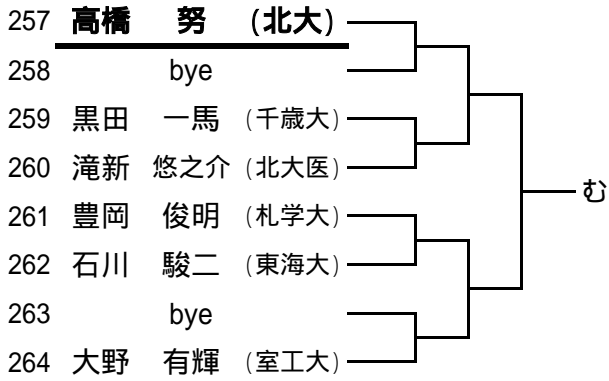 257 高橋 努 (北大)
258 bye
259 黒田 一馬 (千歳大)
260 滝新 悠之介 (北大医)
261 豊岡 俊明 (札学大)
む
262 石川 駿二 (東海大)
263 bye
264 大野 有輝 (室工大)